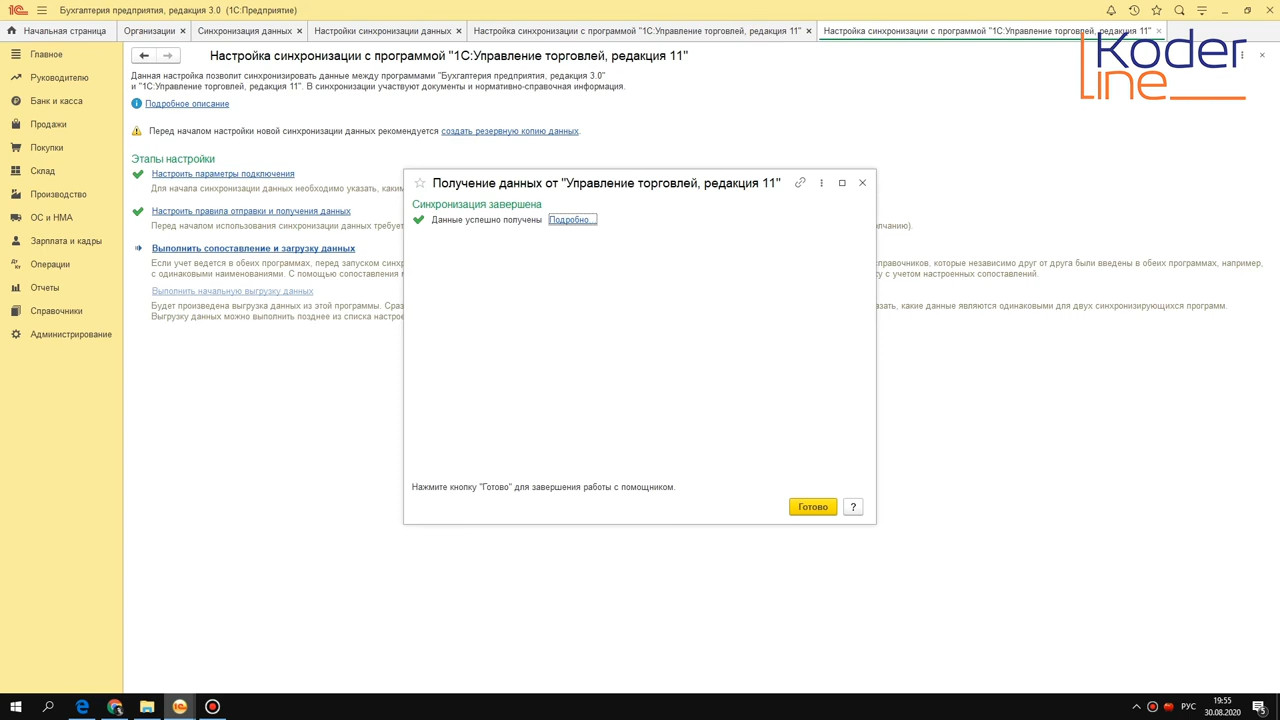 Бухгалтерия предприятия, редакция 3.0 (1С:Предприятие)
Начальная страница
Организации
Синхронизация данных
Настройки синхронизации данных
Настройка синхронизации с программой "1С:Управление торговлей, редакция 11"
Настройка синхронизации с программой "1С:Управление торговлей, редакция 11"
Koder
line
Главное
Руководителю
Банк и касса
Продажи
Покупки
Склад
Производство
ОС и НМА
Зарплата и кадры
Операции
Отчеты
Справочники
Администрирование
Настройка синхронизации с программой "1С:Управление торговлей, редакция 11"
Данная настройка позволит синхронизировать данные между программами "Бухгалтерия предприятия, редакция 3.0"
и "1С:Управление торговлей, редакция 11". В синхронизации участвуют документы и нормативно-справочная информация.
Подробное описание
Перед началом настройки новой синхронизации данных рекомендуется создать резервную копию данных.
Этапы настройки
Настроить параметры подключения
Для начала синхронизации данных необходимо указать, каким
Настроить правила отправки и получения данных
Перед началом использования синхронизации данных требуе
Выполнить сопоставление и загрузку данных
Если учет ведется в обеих программах, перед запуском синхр
справочников, которые независимо друг от друга были введены в обеих программах, например,
с одинаковыми наименованиями. С помощью сопоставления
ку с учетом настроенных сопоставлений.
Выполнить начальную выгрузку данных
Будет произведена выгрузка данных из этой программы. Сраз
азать, какие данные являются одинаковыми для двух синхронизирующихся программ.
Выгрузку данных можно выполнить позднее из списка настрое
Получение данных от "Управление торговлей, редакция 11"
Синхронизация завершена
Данные успешно получены Подробно...
Нажмите кнопку "Готово" для завершения работы с помощником.
Готово
?
РУС
19:55
30.08.2020